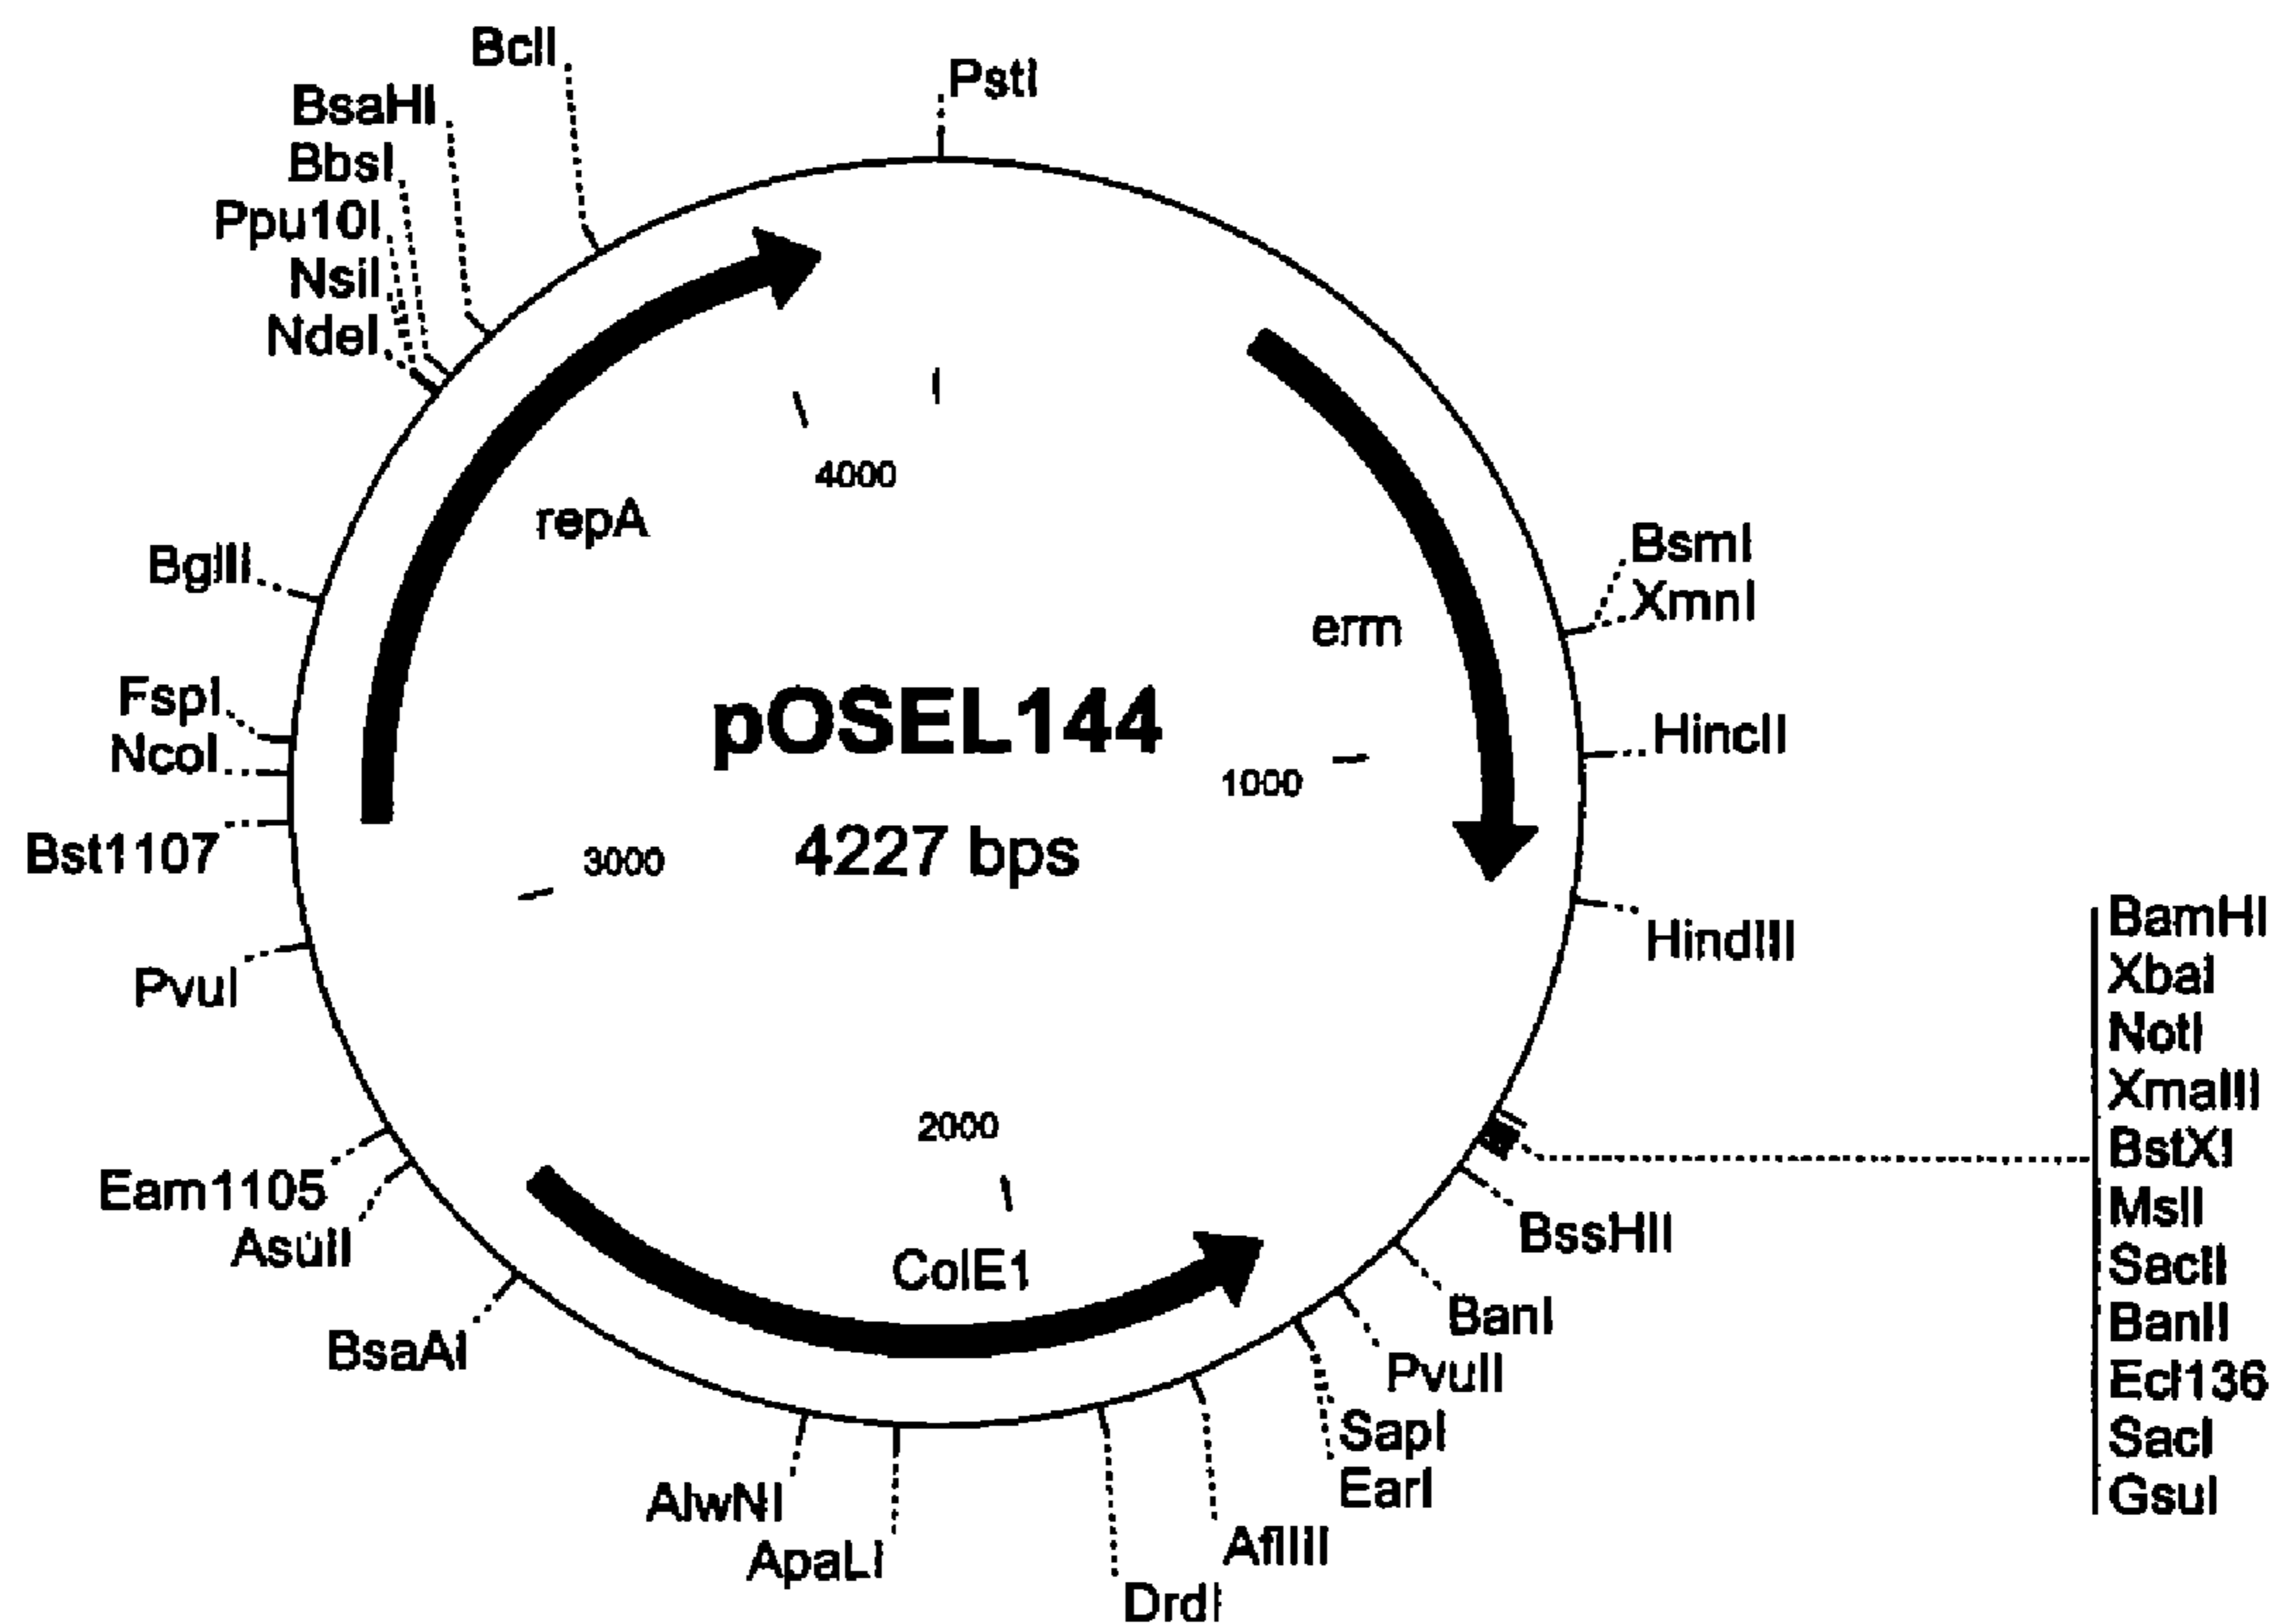 BclI
PstI
BsaHI
BbsI
Ppu10I
NsiI
NdeI
4000
repA
BglII
BsmI
XmnI
erm
FspI
NcoI
pOSEL144
HincII
1000
Bst1107
3000
4227 bps
HindIII
PvuI
BamHI
XbaI
NotI
XmaIII
BstXI
MslI
SacII
BanII
Ecl136
SacI
GsuI
2000
Eam1105
AsuII
BssHII
ColE1
BanI
BsaAI
PvuII
SapI
EarI
AlwNI
ApaLI
AflIII
DrdI